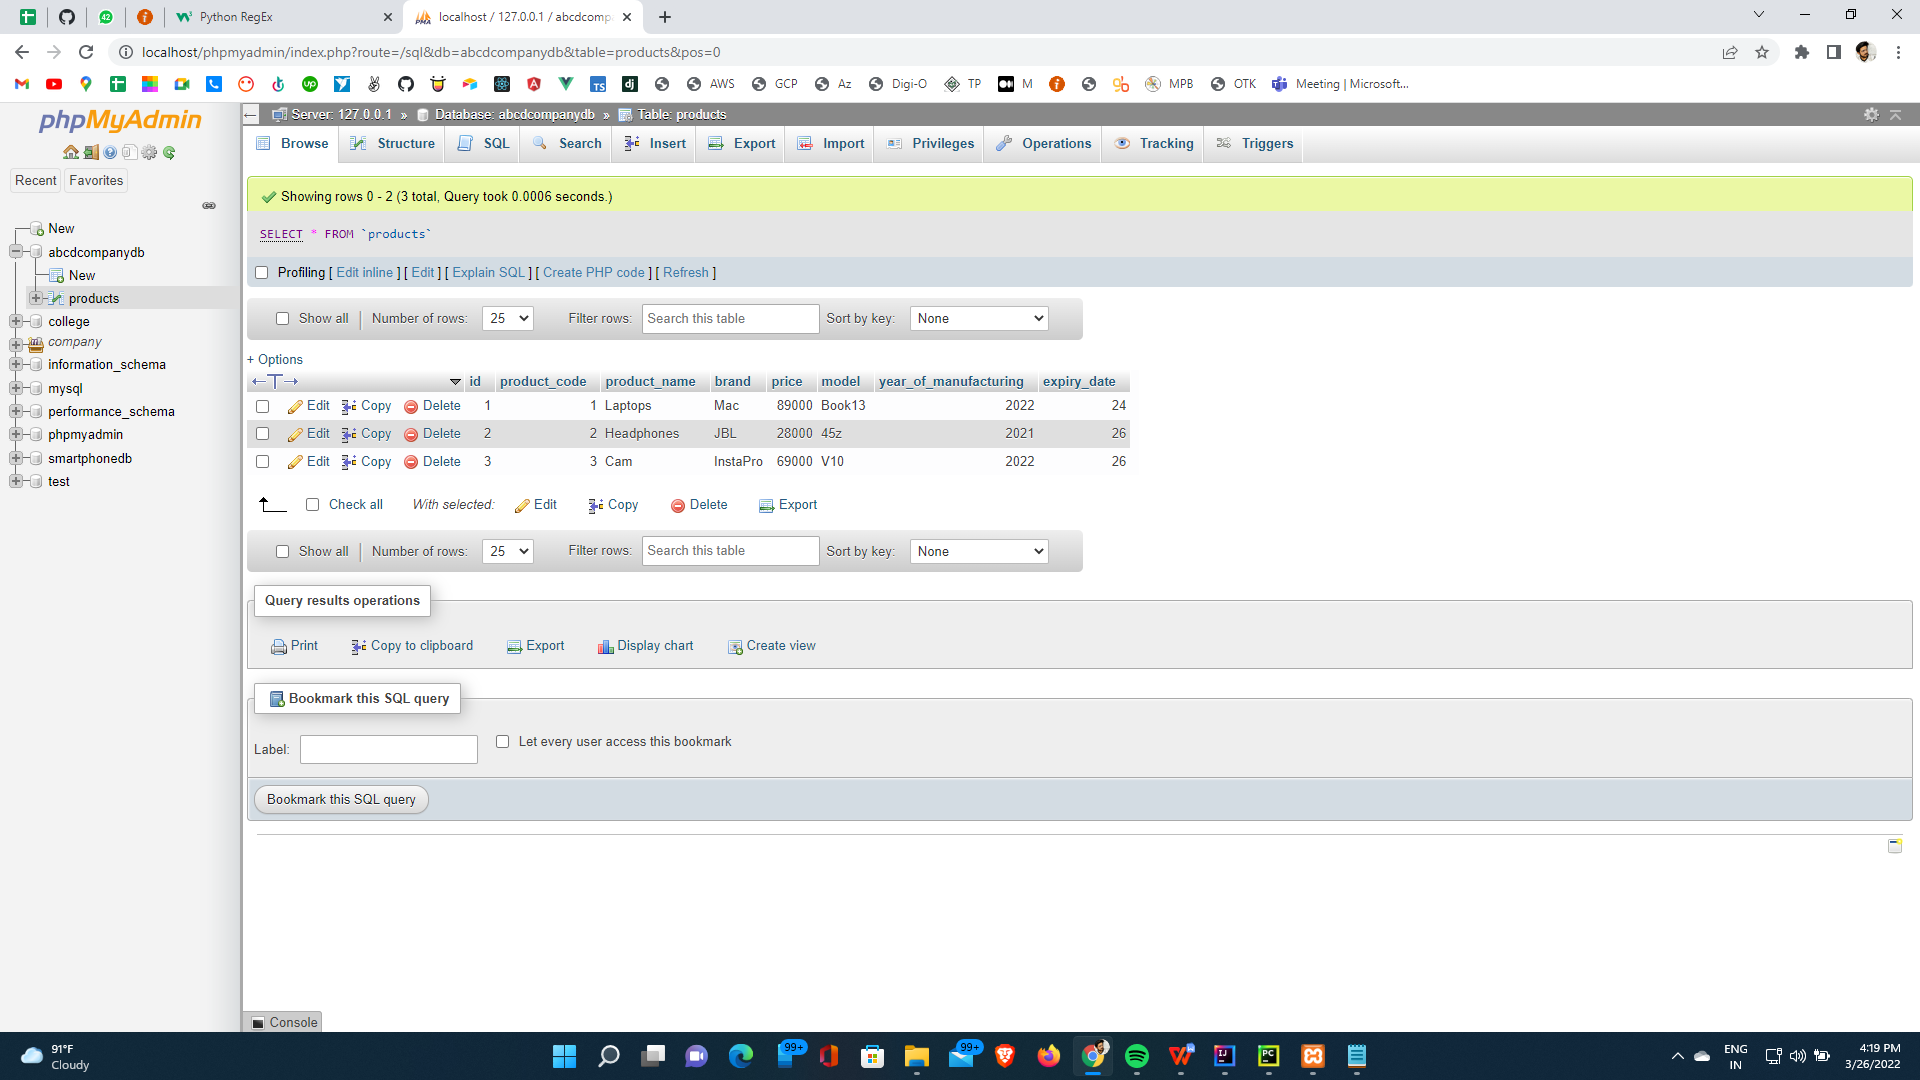 Python RegEx
localhost / 127.0.0.1 / abcdcomp
localhost/phpmyadmin/index.php?route=/sql&db=abcdcompanydb&table=products&pos=0
AWS GCP Az Digi-O TP M MPB OTK Meeting | Microsoft...
phpMyAdmin
Recent Favorites
New
abcdcompanydb
New
products
college
company
information_schema
mysql
performance_schema
phpmyadmin
smartphonedb
test
Server: 127.0.0.1 » Database: abcdcompanydb » Table: products
Browse Structure SQL Search Insert Export Import Privileges Operations Tracking Triggers
Showing rows 0 - 2 (3 total, Query took 0.0006 seconds.)
SELECT * FROM `products`
Profiling [ Edit inline ] [ Edit ] [ Explain SQL ] [ Create PHP code ] [ Refresh ]
Show all | Number of rows: 25 Filter rows: Search this table Sort by key: None
+ Options
←T→ id product_code product_name brand price model year_of_manufacturing expiry_date
Edit Copy Delete 1 1 Laptops Mac 89000 Book13 2022 24
Edit Copy Delete 2 2 Headphones JBL 28000 45z 2021 26
Edit Copy Delete 3 3 Cam InstaPro 69000 V10 2022 26
Check all With selected: Edit Copy Delete Export
Show all | Number of rows: 25 Filter rows: Search this table Sort by key: None
Query results operations
Print Copy to clipboard Export Display chart Create view
Bookmark this SQL query
Label: Let every user access this bookmark
Bookmark this SQL query
Console
91°F
Cloudy
99+
99+
ENG
IN
4:19 PM
3/26/2022